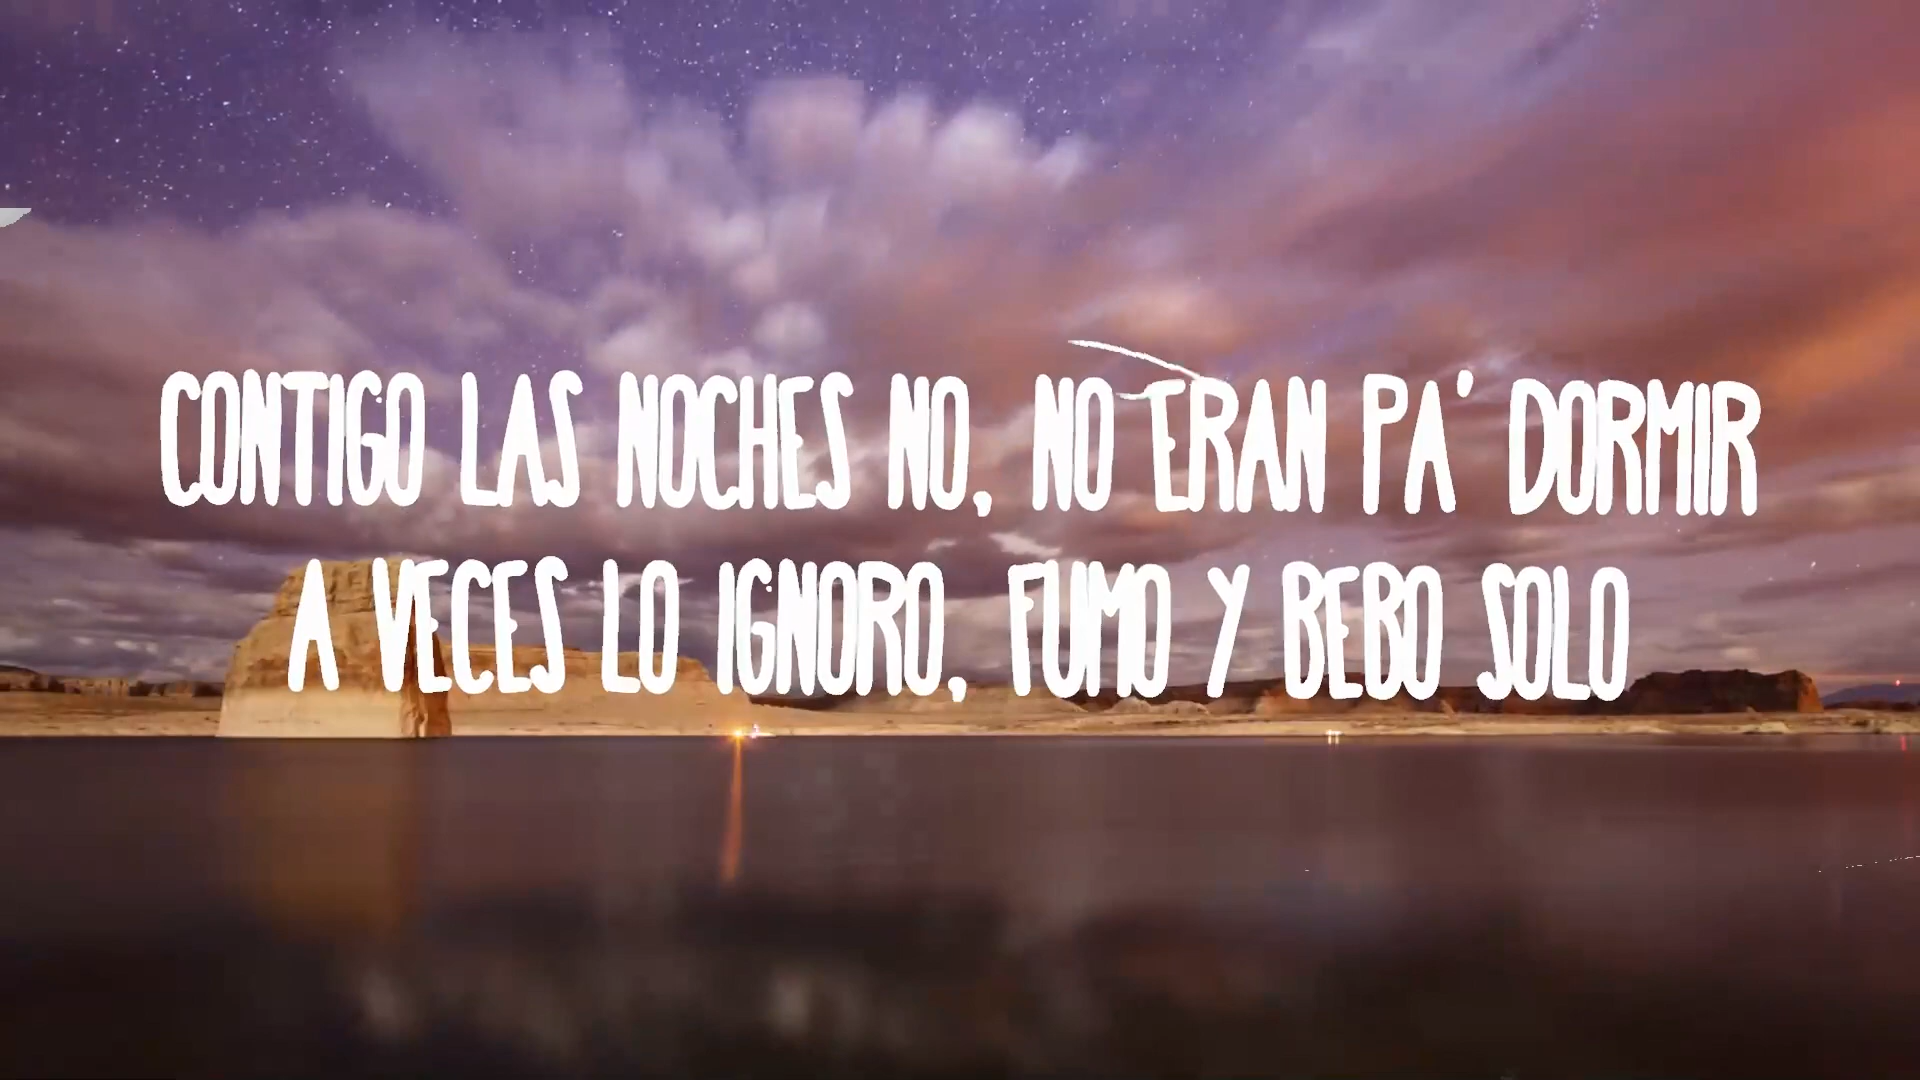 CONTIGO LAS NOCHES NO, NO ERAN PA' DORMIR
A VECES LO IGNORO, FUMO Y BEBO SOLO